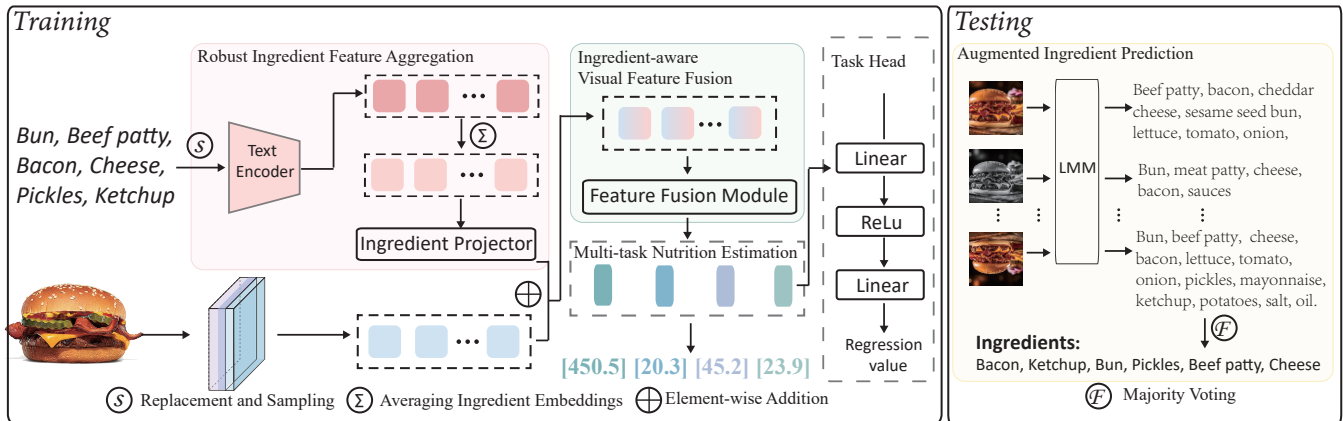 Training
Robust Ingredient Feature Aggregation
Bun, Beef patty,
Bacon, Cheese,
Pickles, Ketchup
S
Text
Encoder
Σ
Ingredient Projector
Ingredient-aware
Visual Feature Fusion
Feature Fusion Module
Multi-task Nutrition Estimation
[450.5] [20.3] [45.2] [23.9]
Task Head
Linear
ReLu
Linear
Regression
value
S Replacement and Sampling
Σ Averaging Ingredient Embeddings
Element-wise Addition
Testing
Augmented Ingredient Prediction
LMM
Beef patty, bacon, cheddar
cheese, sesame seed bun,
lettuce, tomato, onion,
Bun, meat patty, cheese,
bacon, sauces
Bun, beef patty, cheese,
bacon, lettuce, tomato,
onion, pickles, mayonnaise,
ketchup, potatoes, salt, oil.
F
Ingredients:
Bacon, Ketchup, Bun, Pickles, Beef patty, Cheese
F Majority Voting